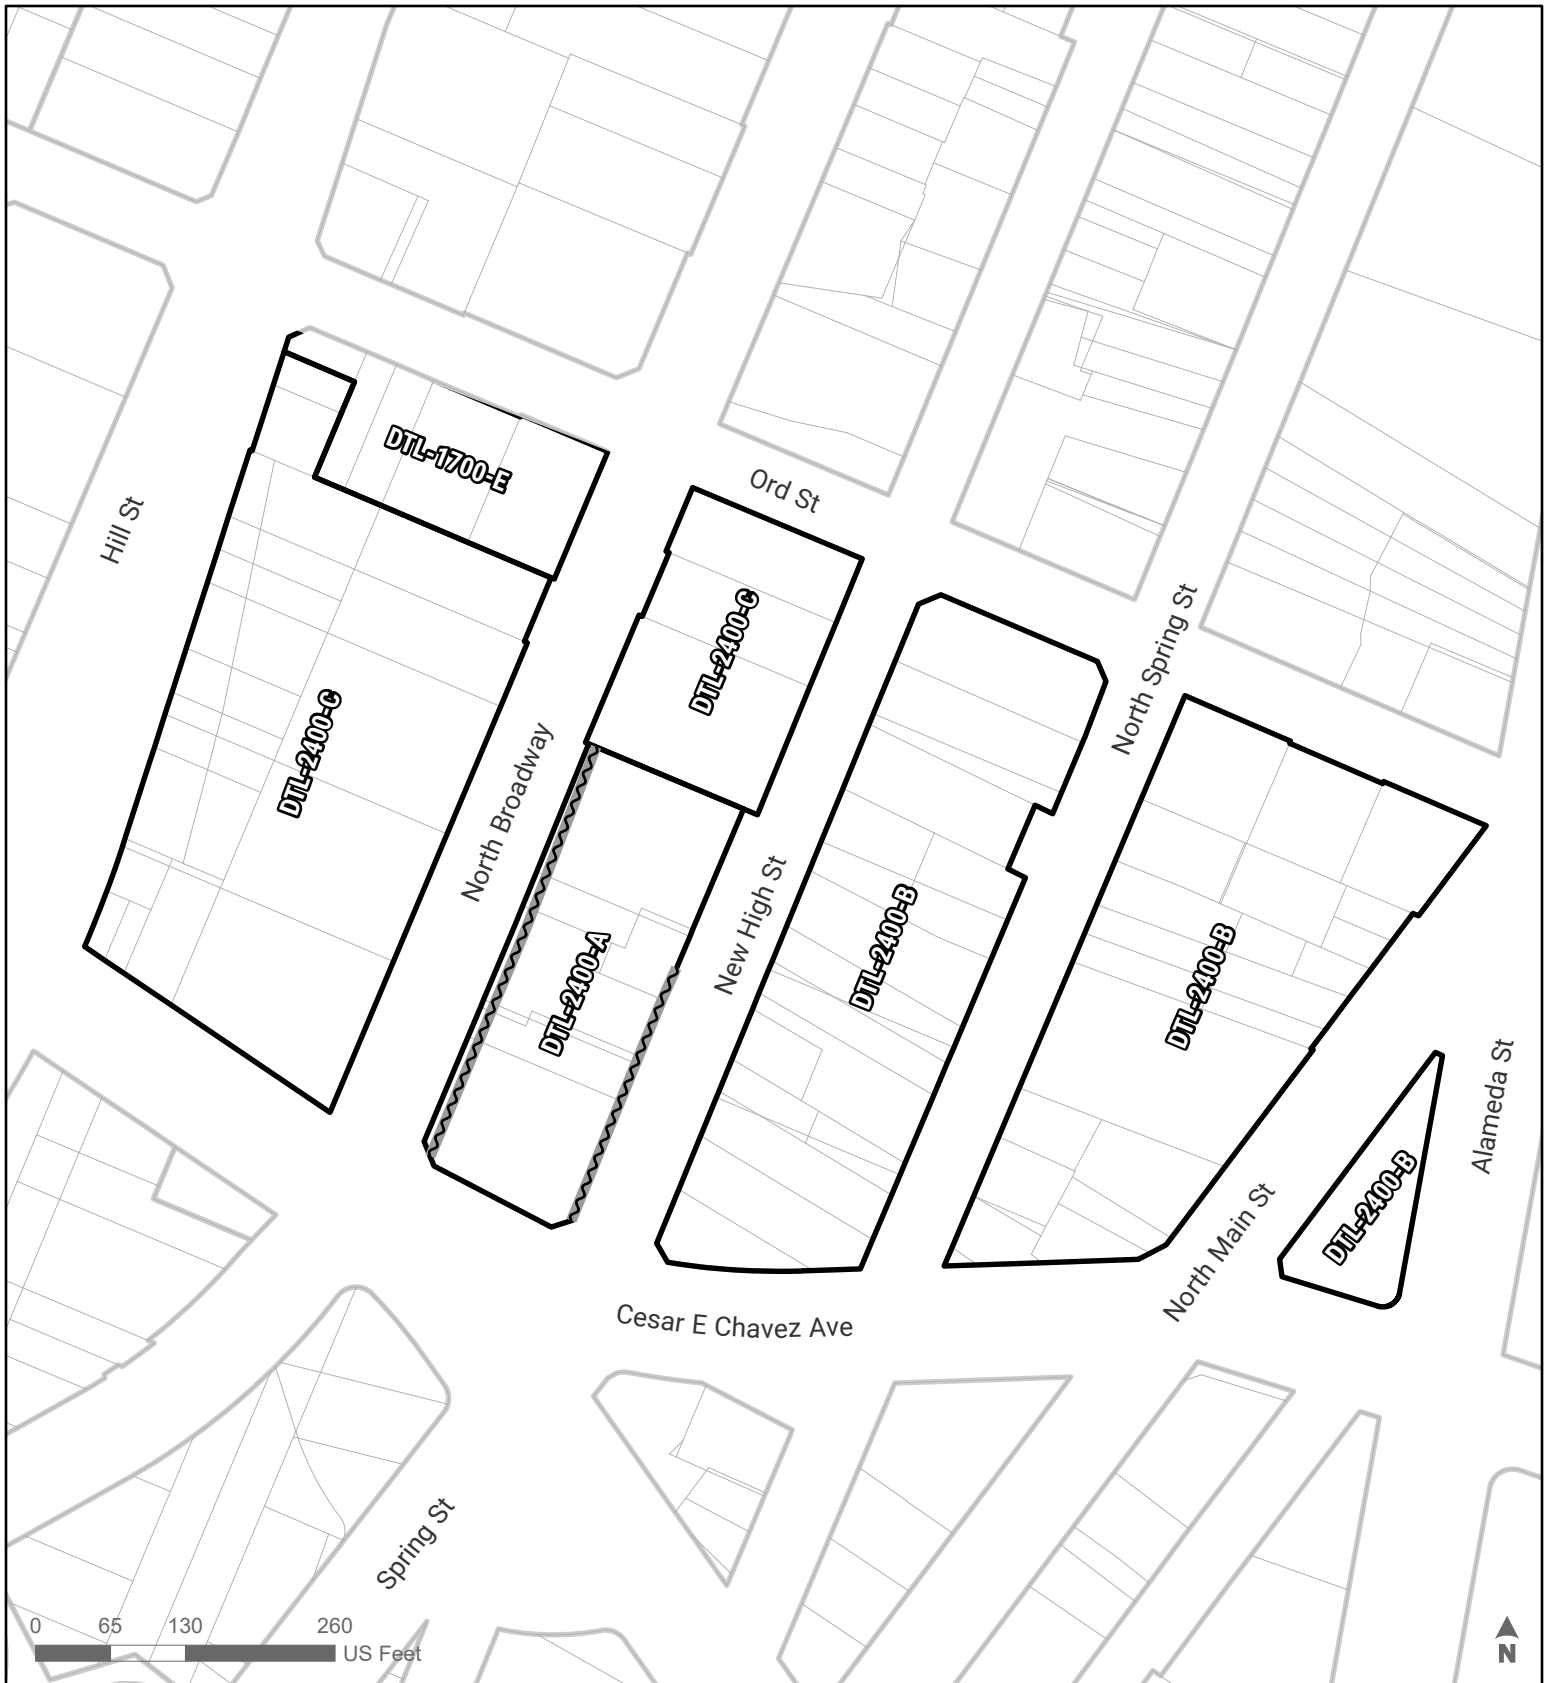 DTL-1700-E
Ord St
Hill St
DTL-2400-C
North Spring St
DTL-2400-C
North Broadway
New High St
DTL-2400-B
DTL-2400-A
DTL-2400-B
Alameda St
DTL-2400-B
North Main St
Cesar E Chavez Ave
Spring St
0 65 130 260
US Feet
N